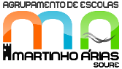 AGRUPAMENTO DE ESCOLAS
MARTINHO ÁRIAS
SOURE